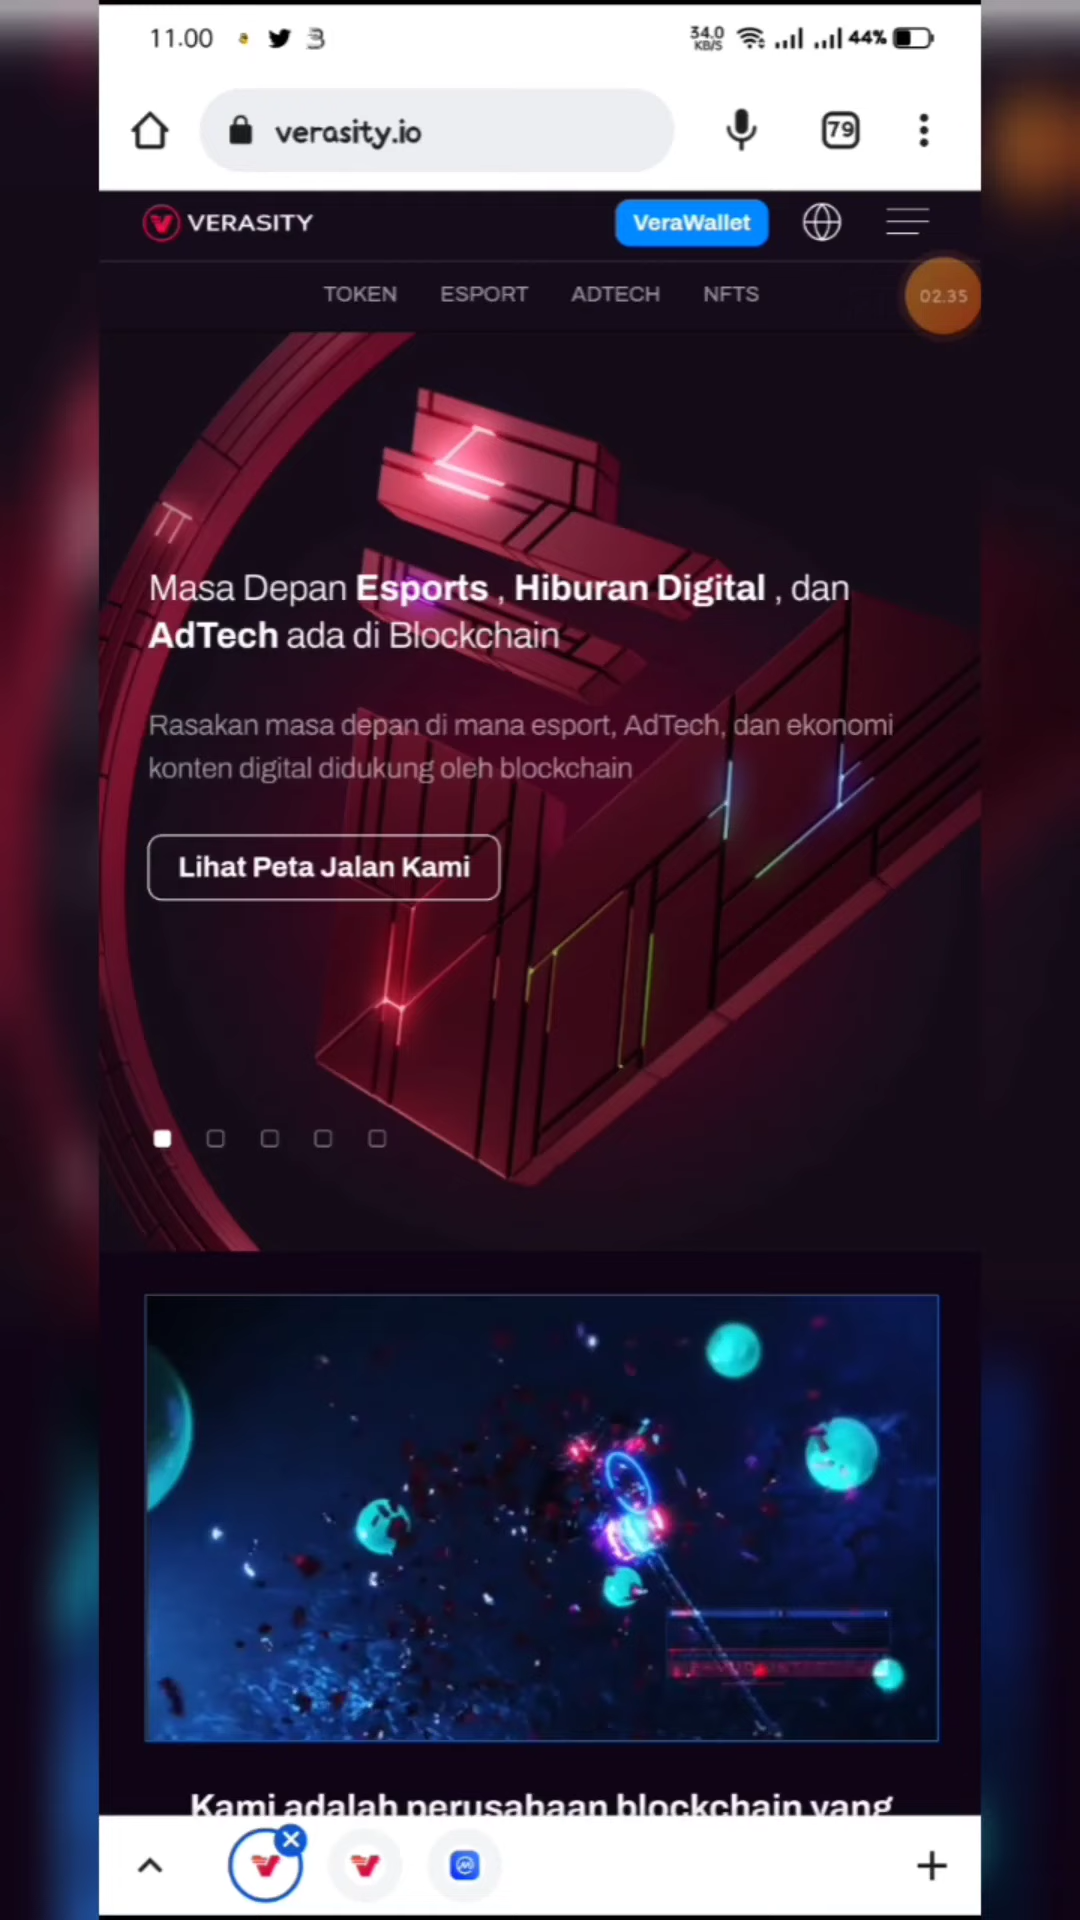 11.00
34.0
KB/S
44%
verasity.io
79
VERASITY
VeraWallet
TOKEN ESPORT ADTECH NFTS
02.35
Masa Depan Esports , Hiburan Digital , dan
AdTech ada di Blockchain
Rasakan masa depan di mana esport, AdTech, dan ekonomi
konten digital didukung oleh blockchain
Lihat Peta Jalan Kami
Kami adalah perusahaan blockchain yang